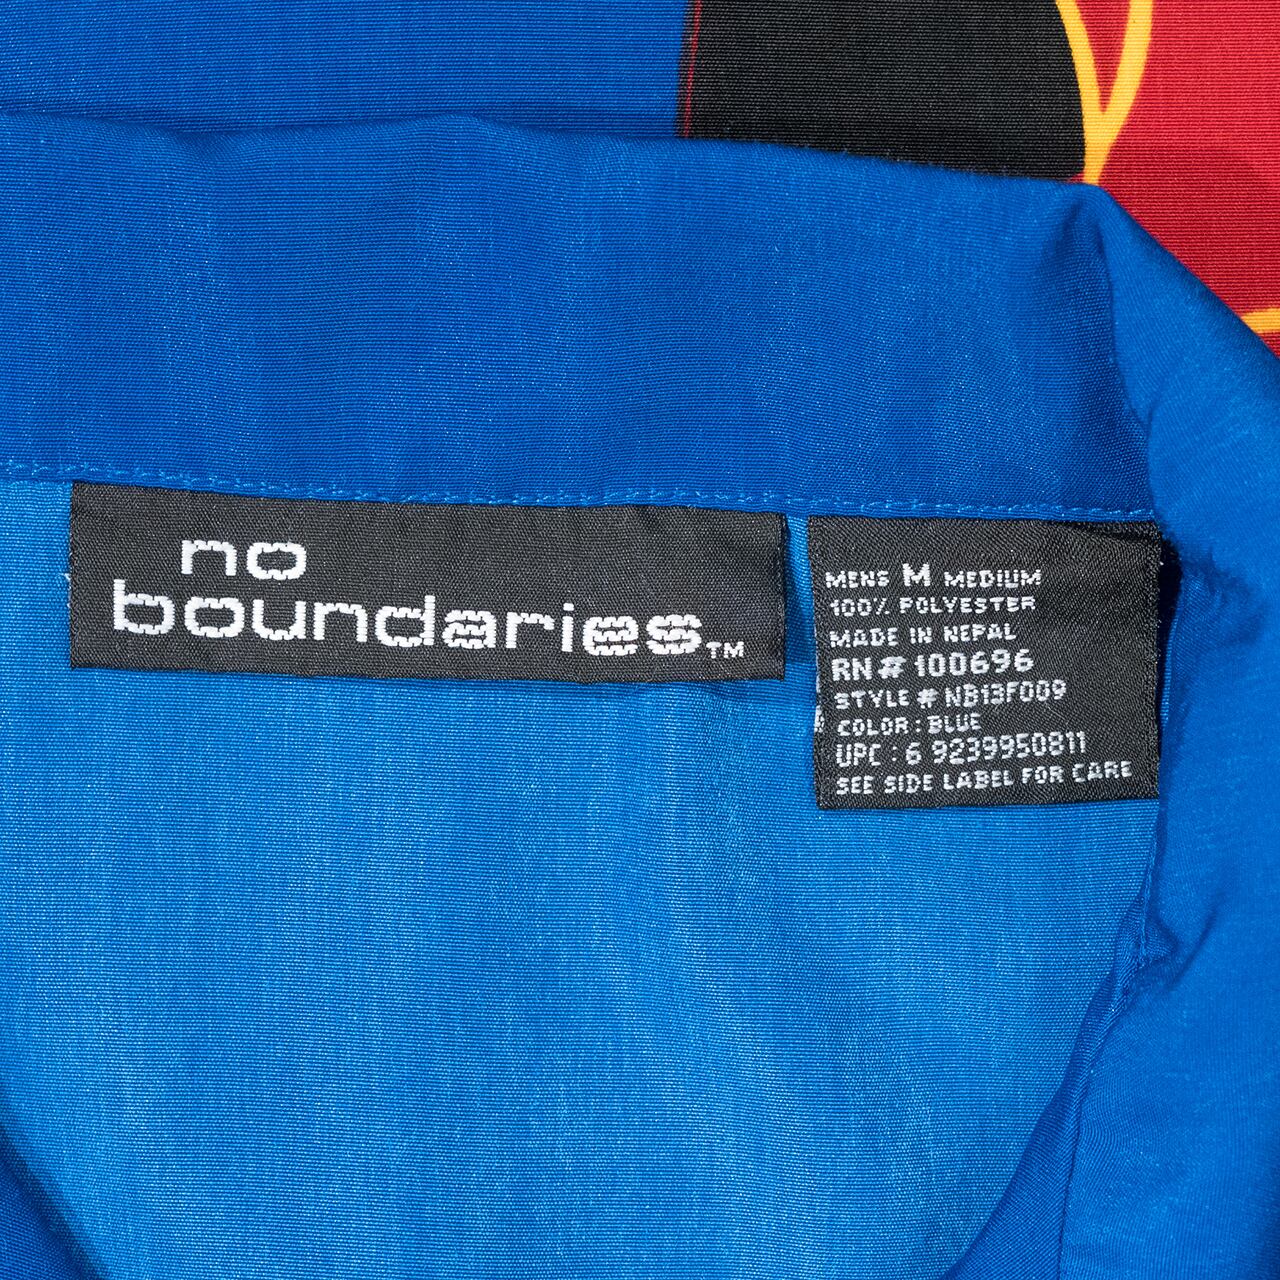 no
boundaries™
MENS M MEDIUM
100% POLYESTER
MADE IN NEPAL
RN# 100696
STYLE # NB13F009
COLOR : BLUE
UPC : 6 9239950811
SEE SIDE LABEL FOR CARE